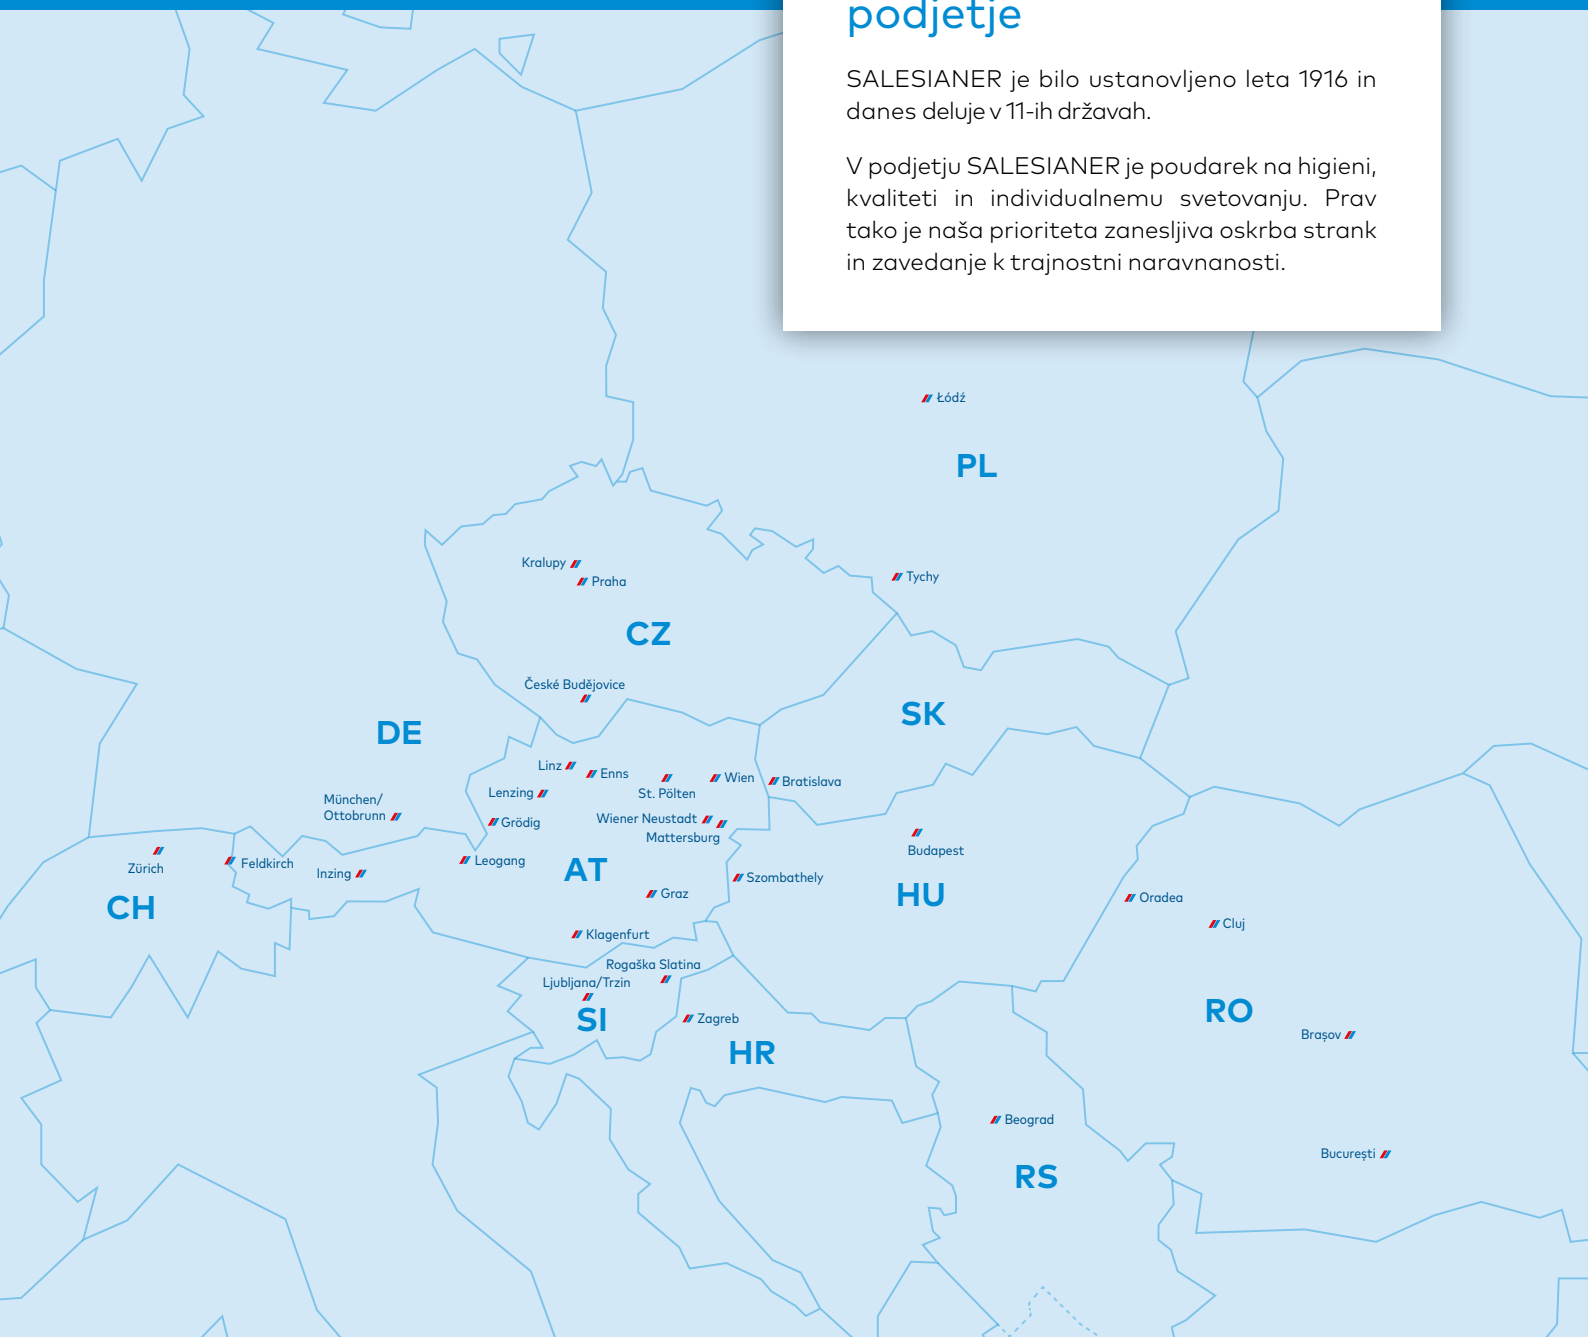 podjetje
SALESIANER je bilo ustanovljeno leta 1916 in
danes deluje v 11-ih državah.
V podjetju SALESIANER je poudarek na higieni,
kvaliteti in individualnemu svetovanju. Prav
tako je naša prioriteta zanesljiva oskrba strank
in zavedanje k trajnostni naravnanosti.
Łódź
PL
Kralupy
Praha
Tychy
CZ
České Budějovice
SK
DE
Linz
Enns
Wien
Bratislava
Lenzing
St. Pölten
München/
Ottobrunn
Grödig
Wiener Neustadt
Mattersburg
Budapest
Zürich
Feldkirch
Inzing
Leogang
AT
Szombathely
CH
Graz
HU
Oradea
Cluj
Klagenfurt
Rogaška Slatina
Ljubljana/Trzin
SI
Zagreb
HR
RO
Brașov
Beograd
București
RS